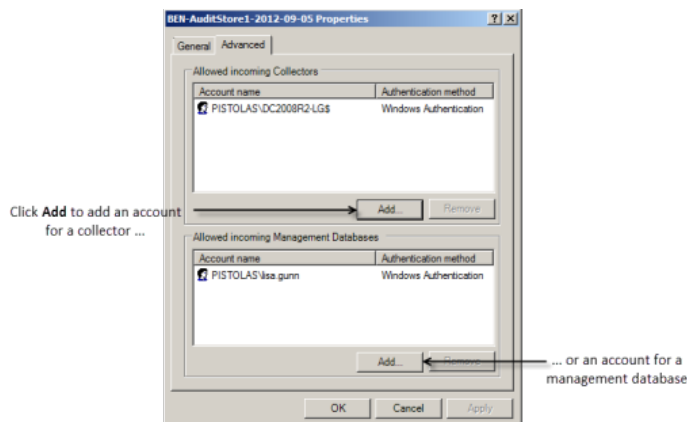 BEN-AuditStore1-2012-09-05 Properties
General Advanced
Allowed incoming Collectors
Account name Authentication method
PISTOLAS\DC2008R2-LG$ Windows Authentication
Click Add to add an account
for a collector ...
Add... Remove
Allowed incoming Management Databases
Account name Authentication method
PISTOLAS\lisa.gunn Windows Authentication
Add... Remove
... or an account for a
management database
OK Cancel Apply